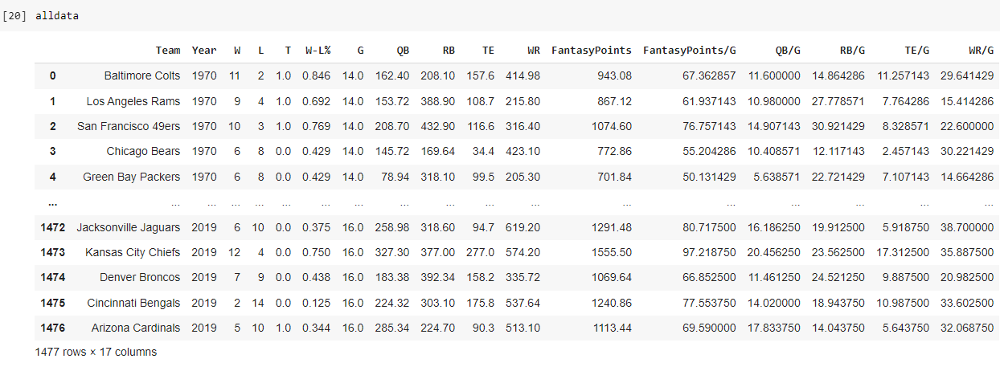 [20] alldata
Team Year W L T W-L% G QB RB TE WR FantasyPoints FantasyPoints/G QB/G RB/G TE/G WR/G
0 Baltimore Colts 1970 11 2 1.0 0.846 14.0 162.40 208.10 157.6 414.98 943.08 67.362857 11.600000 14.864286 11.257143 29.641429
1 Los Angeles Rams 1970 9 4 1.0 0.692 14.0 153.72 388.90 108.7 215.80 867.12 61.937143 10.980000 27.778571 7.764286 15.414286
2 San Francisco 49ers 1970 10 3 1.0 0.769 14.0 208.70 432.90 116.6 316.40 1074.60 76.757143 14.907143 30.921429 8.328571 22.600000
3 Chicago Bears 1970 6 8 0.0 0.429 14.0 145.72 169.64 34.4 423.10 772.86 55.204286 10.408571 12.117143 2.457143 30.221429
4 Green Bay Packers 1970 6 8 0.0 0.429 14.0 78.94 318.10 99.5 205.30 701.84 50.131429 5.638571 22.721429 7.107143 14.664286
... ... ... ... ... ... ... ... ... ... ... ... ... ... ... ... ... ...
1472 Jacksonville Jaguars 2019 6 10 0.0 0.375 16.0 258.98 318.60 94.7 619.20 1291.48 80.717500 16.186250 19.912500 5.918750 38.700000
1473 Kansas City Chiefs 2019 12 4 0.0 0.750 16.0 327.30 377.00 277.0 574.20 1555.50 97.218750 20.456250 23.562500 17.312500 35.887500
1474 Denver Broncos 2019 7 9 0.0 0.438 16.0 183.38 392.34 158.2 335.72 1069.64 66.852500 11.461250 24.521250 9.887500 20.982500
1475 Cincinnati Bengals 2019 2 14 0.0 0.125 16.0 224.32 303.10 175.8 537.64 1240.86 77.553750 14.020000 18.943750 10.987500 33.602500
1476 Arizona Cardinals 2019 5 10 1.0 0.344 16.0 285.34 224.70 90.3 513.10 1113.44 69.590000 17.833750 14.043750 5.643750 32.068750
1477 rows × 17 columns